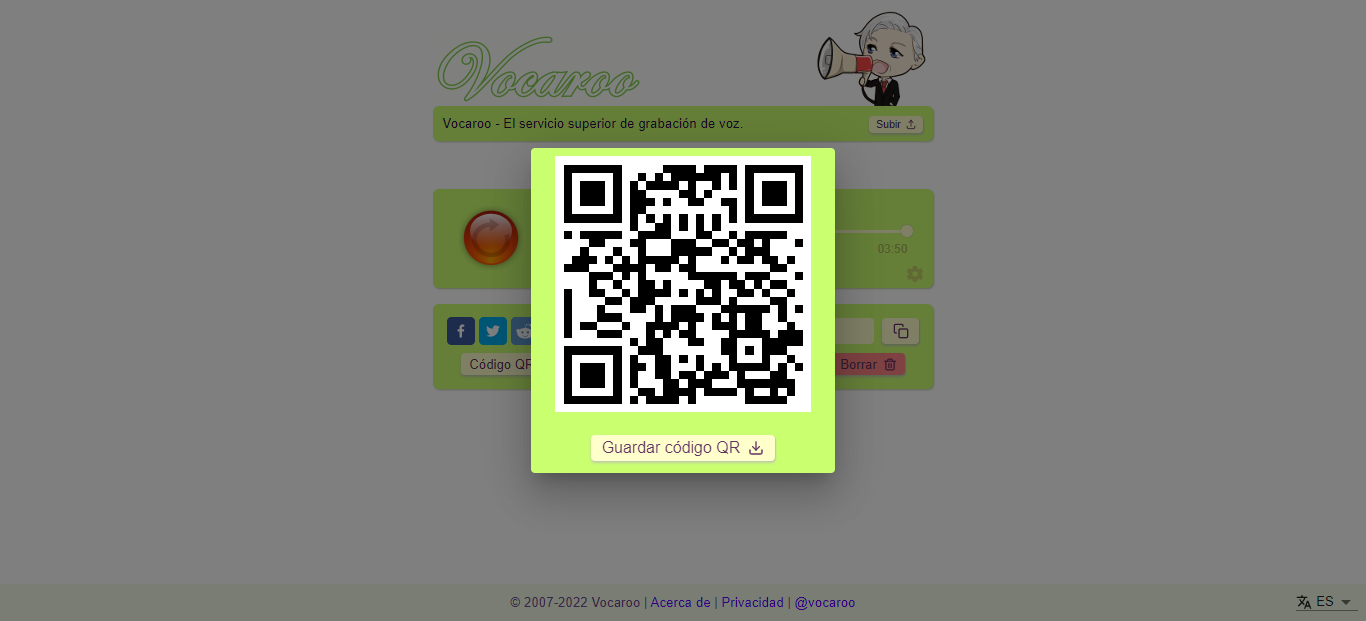 Vocaroo
Vocaroo - El servicio superior de grabación de voz.
Subir
03:50
Código QR
Borrar
Guardar código QR
© 2007-2022 Vocaroo | Acerca de | Privacidad | @vocaroo
ES